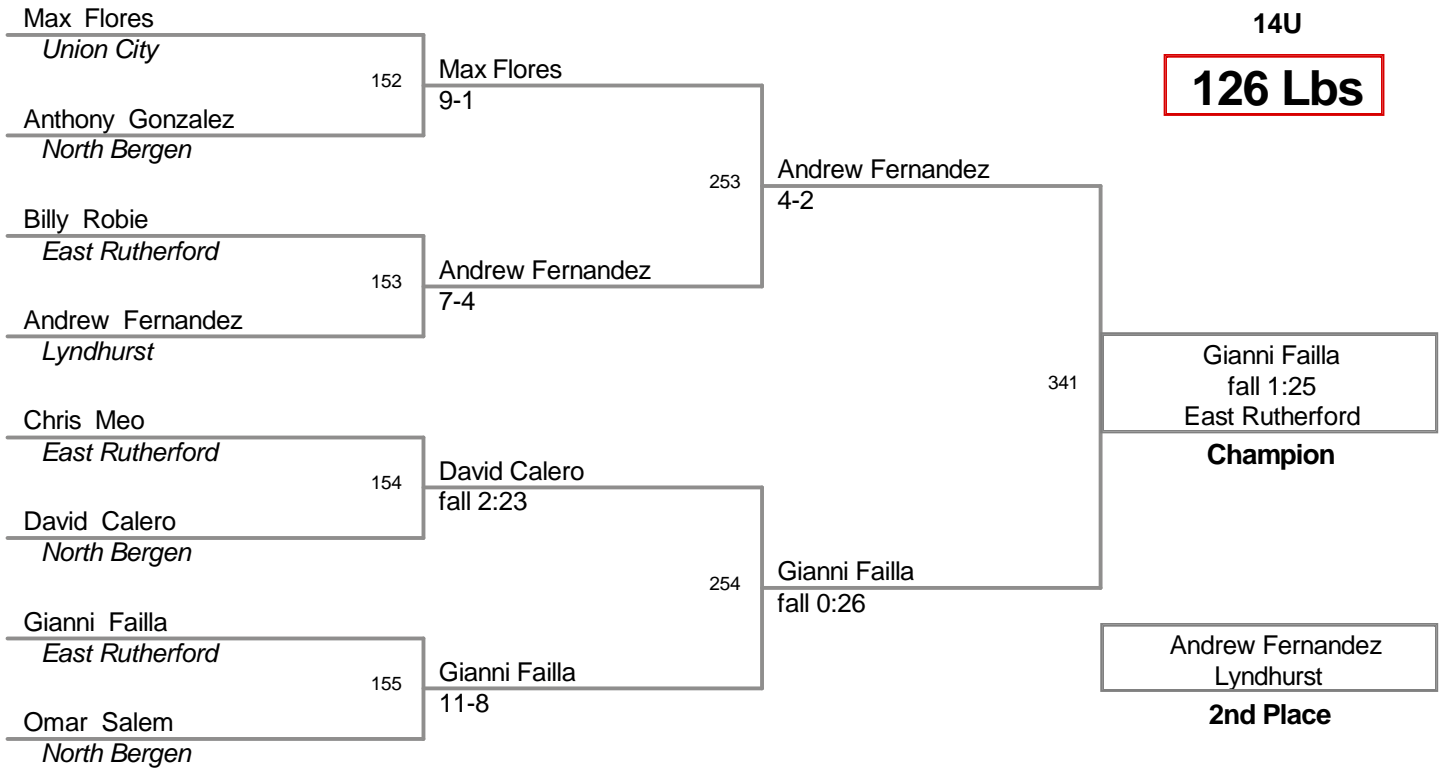 Max Flores
Union City
152
Anthony Gonzalez
North Bergen
Max Flores
9-1
Billy Robie
East Rutherford
153
Andrew Fernandez
Lyndhurst
Andrew Fernandez
7-4
253
Andrew Fernandez
4-2
Chris Meo
East Rutherford
154
David Calero
North Bergen
David Calero
fall 2:23
Gianni Failla
East Rutherford
155
Omar Salem
North Bergen
Gianni Failla
11-8
254
Gianni Failla
fall 0:26
341
14U
126 Lbs
Gianni Failla
fall 1:25
East Rutherford
Champion
Andrew Fernandez
Lyndhurst
2nd Place